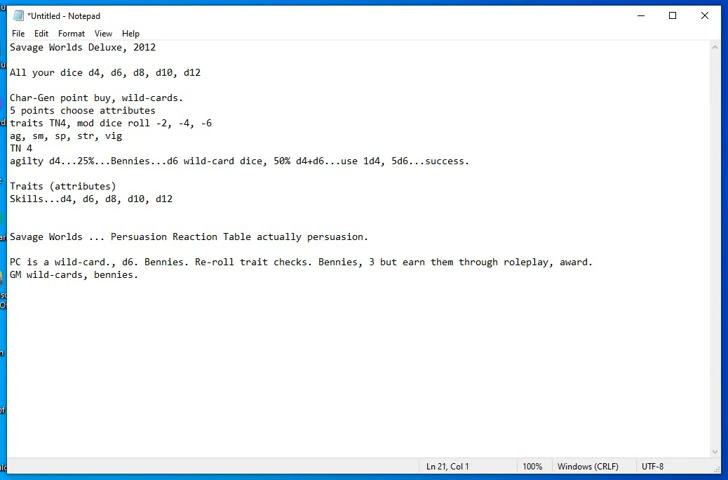 *Untitled - Notepad
File Edit Format View Help
Savage Worlds Deluxe, 2012
All your dice d4, d6, d8, d10, d12
Char-Gen point buy, wild-cards.
5 points choose attributes
traits TN4, mod dice roll -2, -4, -6
ag, sm, sp, str, vig
TN 4
agilty d4...25%...Bennies...d6 wild-card dice, 50% d4+d6...use 1d4, 5d6...success.
Traits (attributes)
Skills...d4, d6, d8, d10, d12
Savage Worlds ... Persuasion Reaction Table actually persuasion.
PC is a wild-card., d6. Bennies. Re-roll trait checks. Bennies, 3 but earn them through roleplay, award.
GM wild-cards, bennies.
Ln 21, Col 1 100% Windows (CRLF) UTF-8